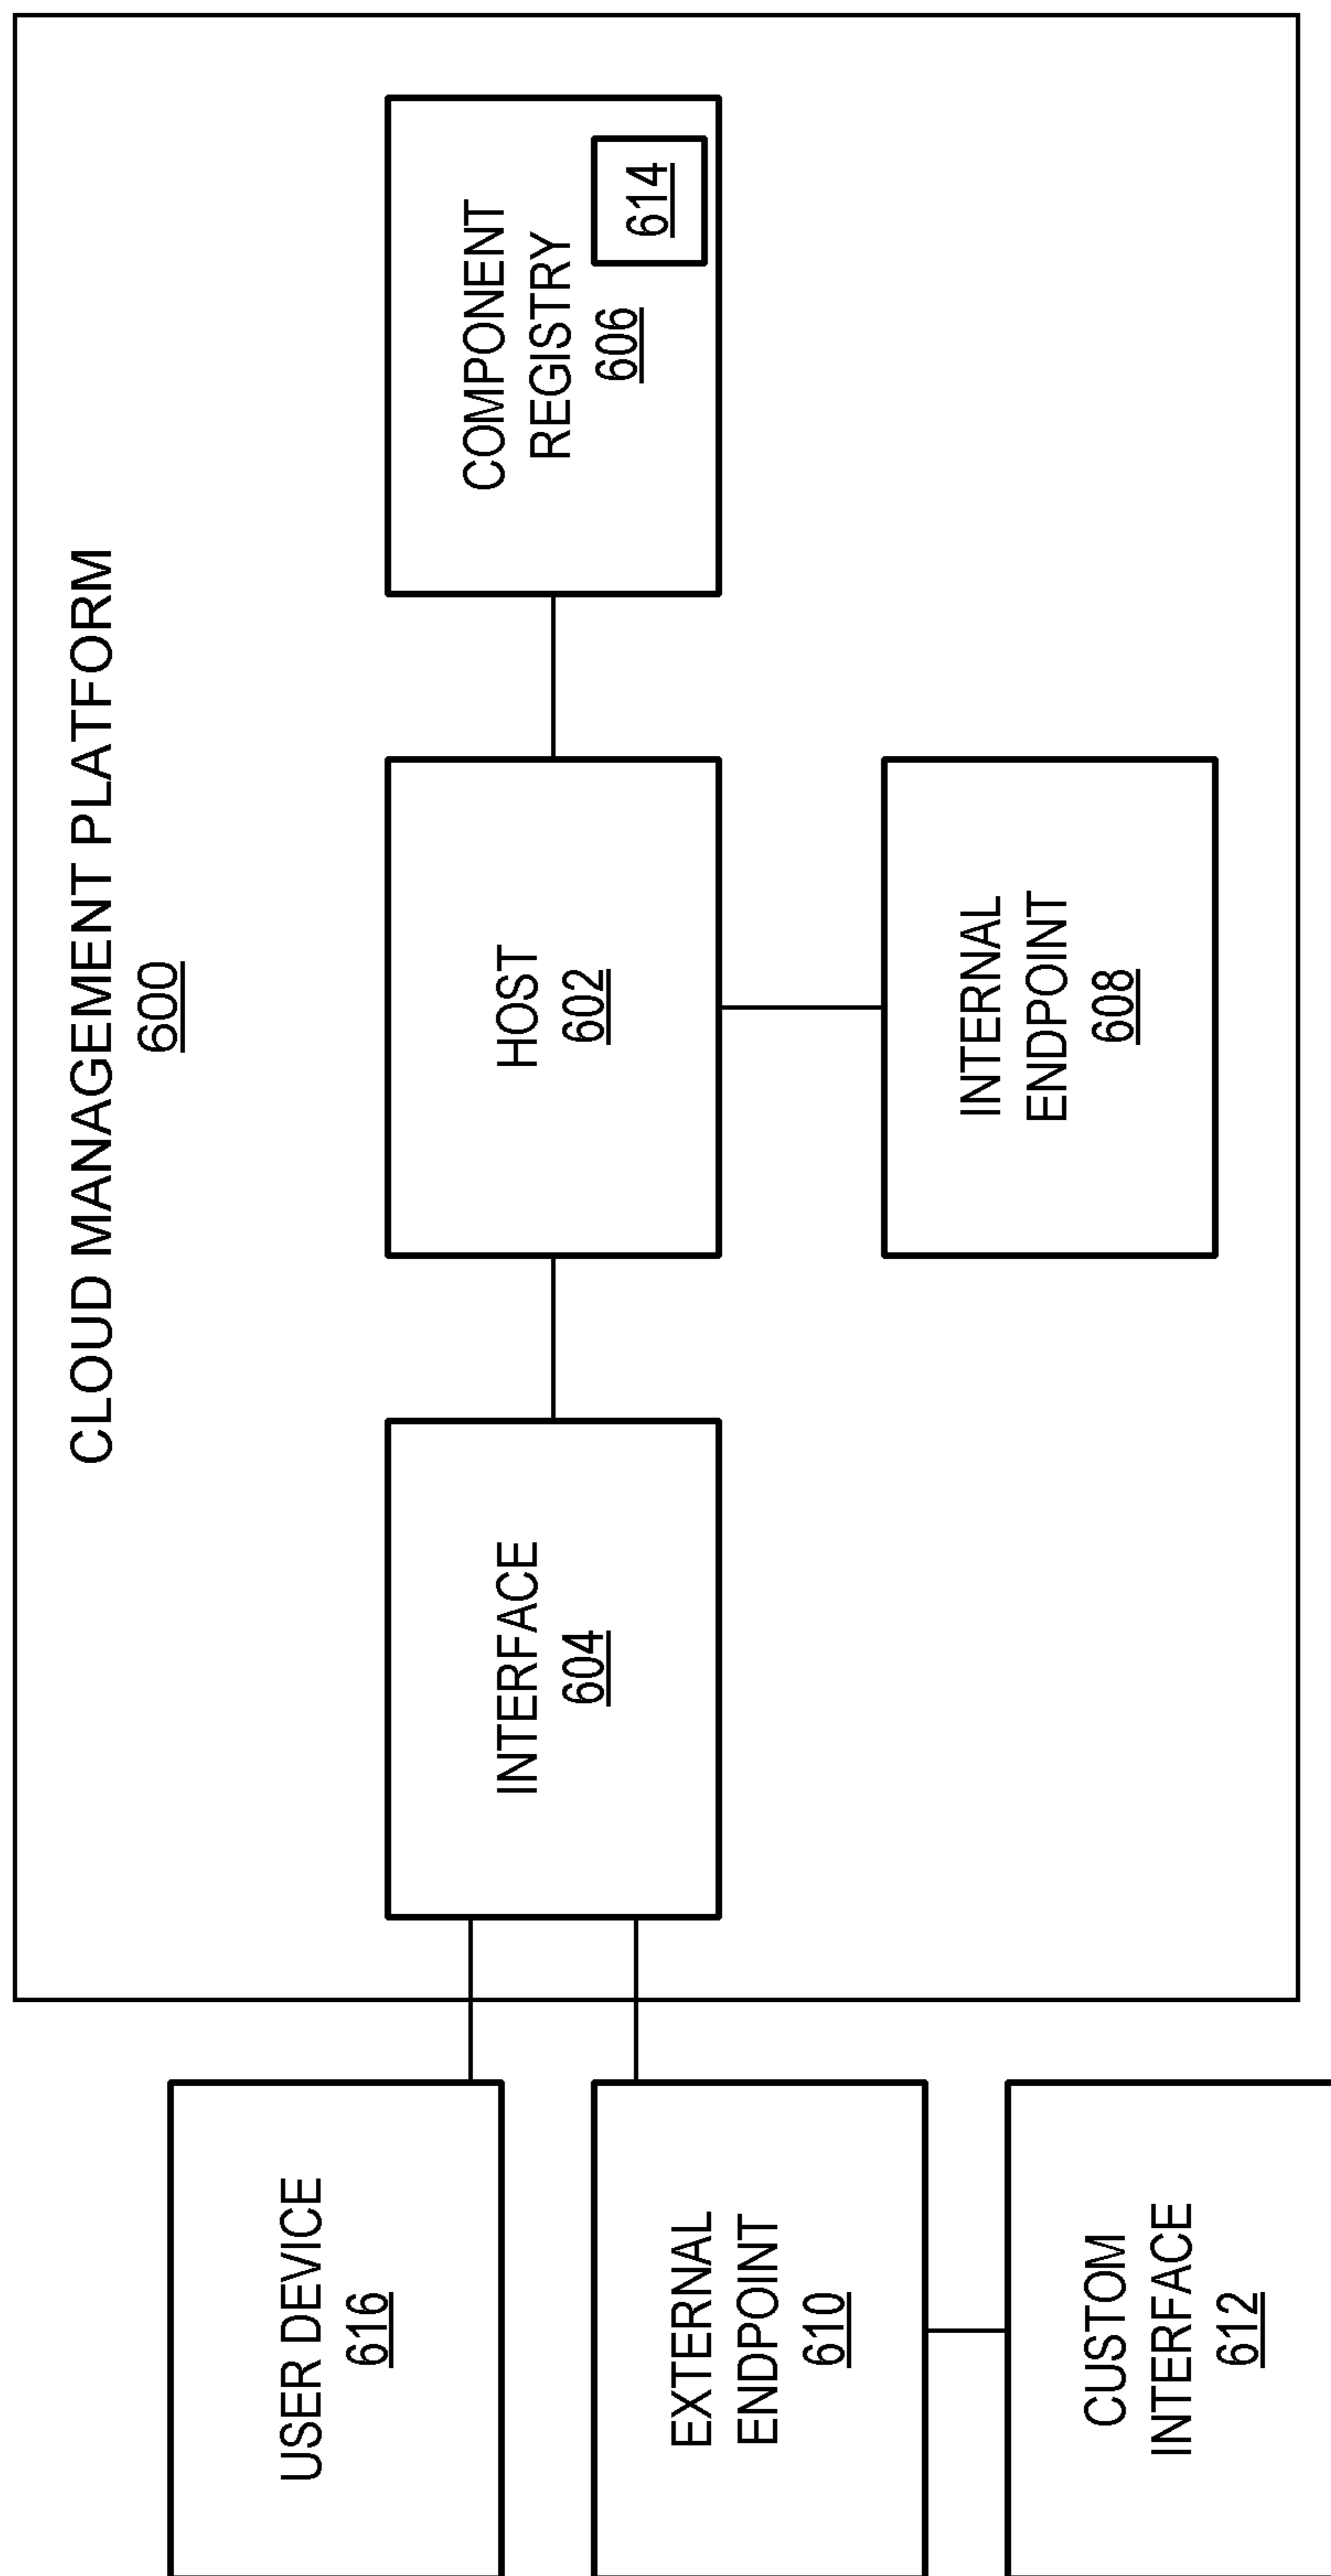 CLOUD MANAGEMENT PLATFORM
600
USER DEVICE
616
INTERFACE
604
HOST
602
COMPONENT
REGISTRY
606
614
EXTERNAL
ENDPOINT
610
INTERNAL
ENDPOINT
608
CUSTOM
INTERFACE
612